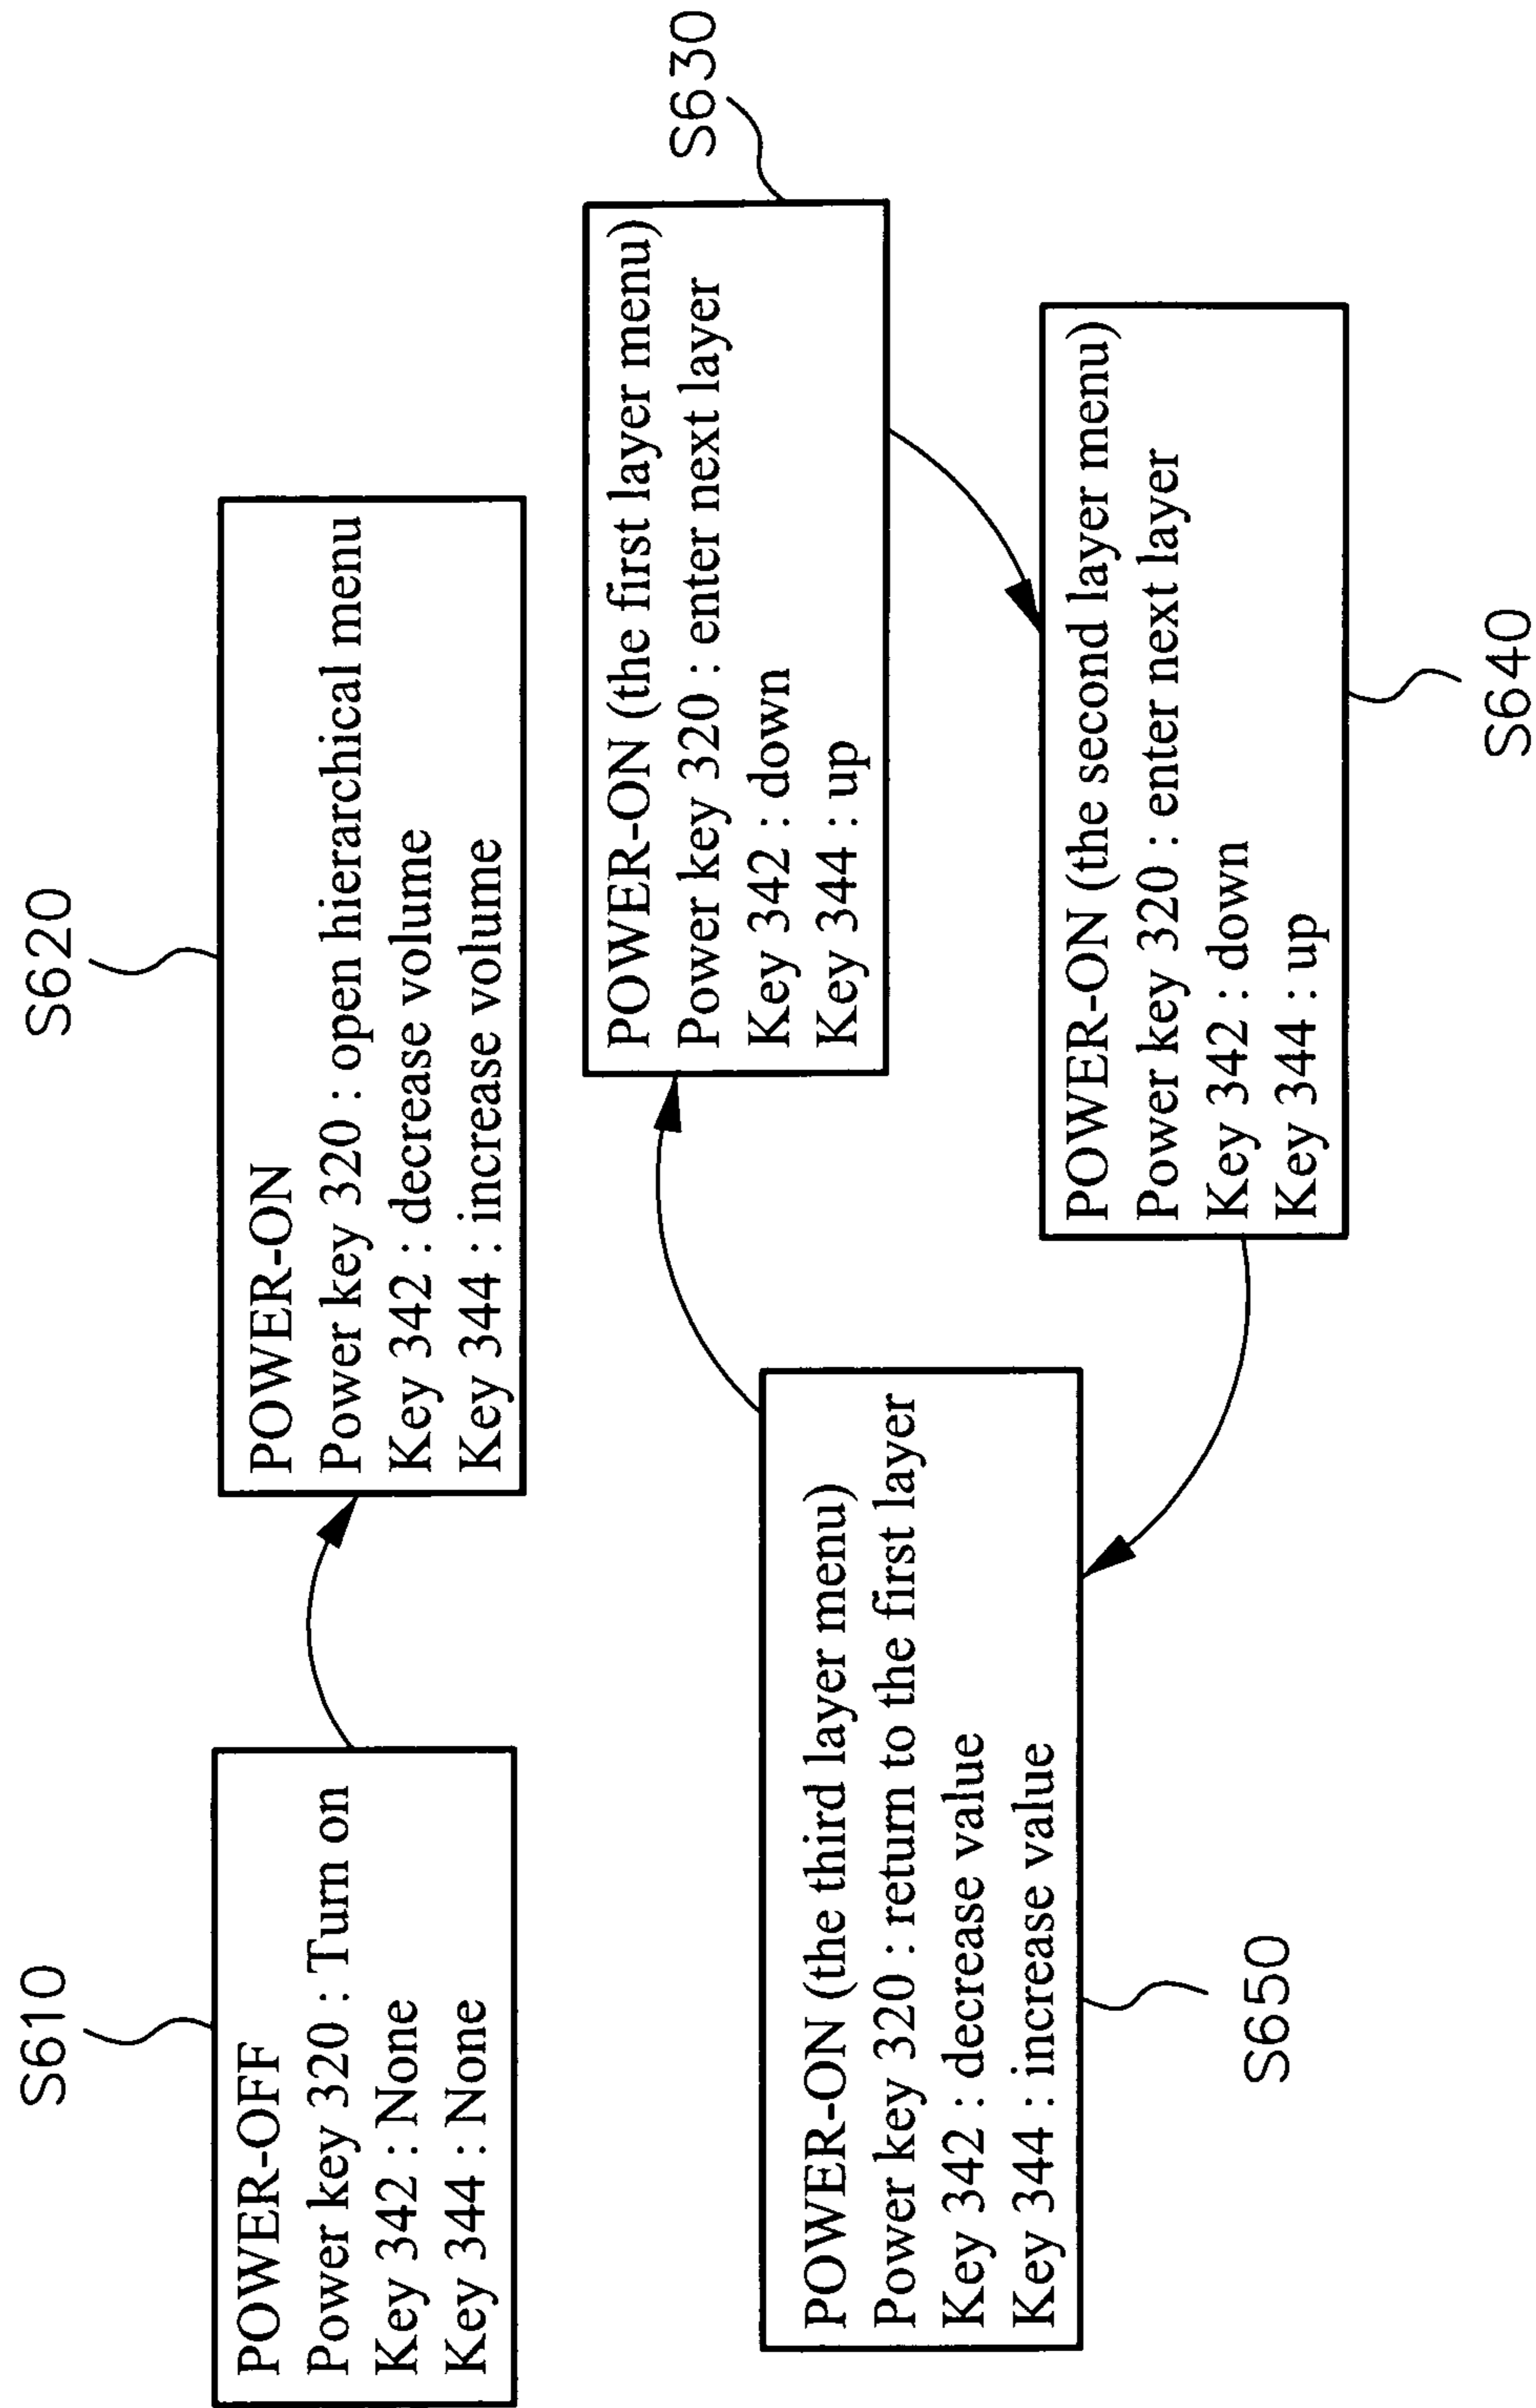 S610
POWER-OFF
Power key 320 : Turn on
Key 342 : None
Key 344 : None
S620
POWER-ON
Power key 320 : open hierarchical menu
Key 342 : decrease volume
Key 344 : increase volume
S630
POWER-ON (the first layer menu)
Power key 320 : enter next layer
Key 342 : down
Key 344 : up
POWER-ON (the second layer menu)
Power key 320 : enter next layer
Key 342 : down
Key 344 : up
S640
POWER-ON (the third layer menu)
Power key 320 : return to the first layer
Key 342 : decrease value
Key 344 : increase value
S650